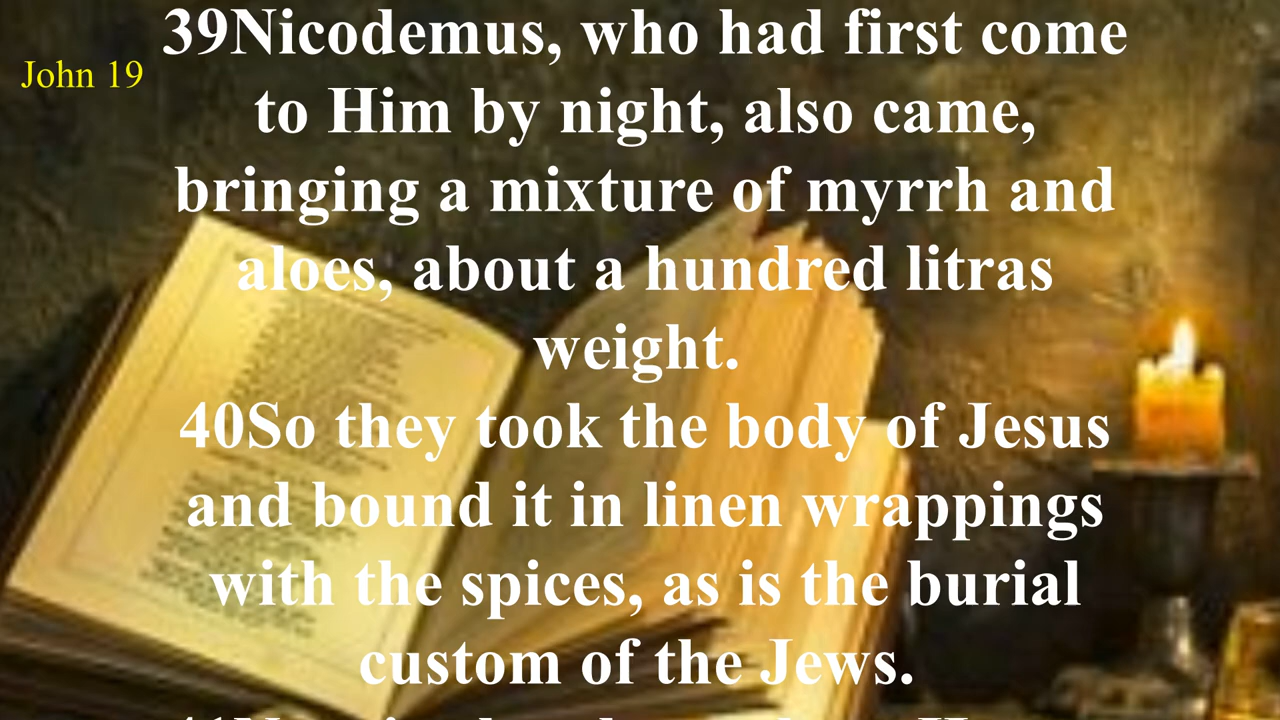 John 19
39Nicodemus, who had first come
to Him by night, also came,
bringing a mixture of myrrh and
aloes, about a hundred litras
weight.
40So they took the body of Jesus
and bound it in linen wrappings
with the spices, as is the burial
custom of the Jews.